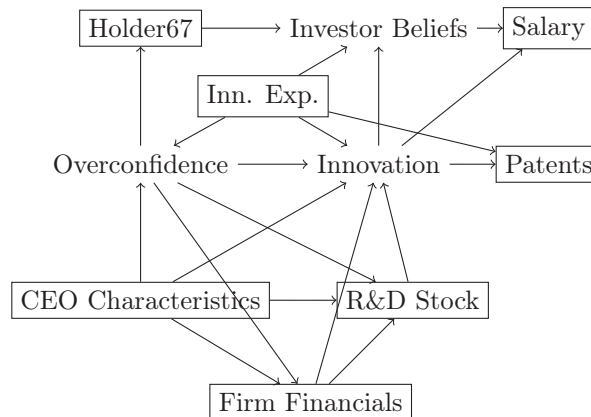 Holder67 Investor Beliefs Salary
Inn. Exp.
Overconfidence Innovation Patents
CEO Characteristics R&D Stock
Firm Financials